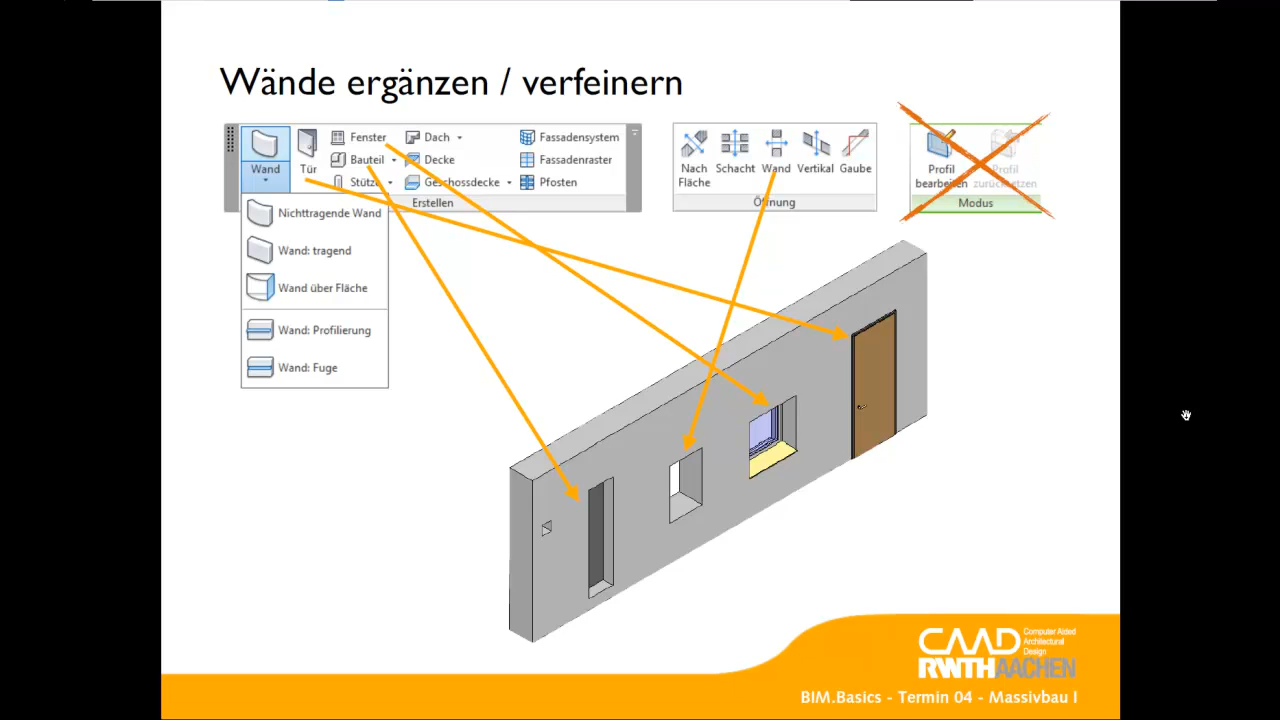 Wände ergänzen / verfeinern
Wand
Tür
Fenster
Bauteil
Stütze
Dach
Decke
Geschossdecke
Fassadensystem
Fassadenraster
Pfosten
Erstellen
Nichttragende Wand
Wand: tragend
Wand über Fläche
Wand: Profilierung
Wand: Fuge
Nach
Fläche
Schacht
Wand
Vertikal
Gaube
Öffnung
Profil
bearbeiten
Profil
zurücksetzen
Modus
CAAD
Computer Aided
Architectural
Design
RWTHAACHEN
BIM.Basics - Termin 04 - Massivbau I